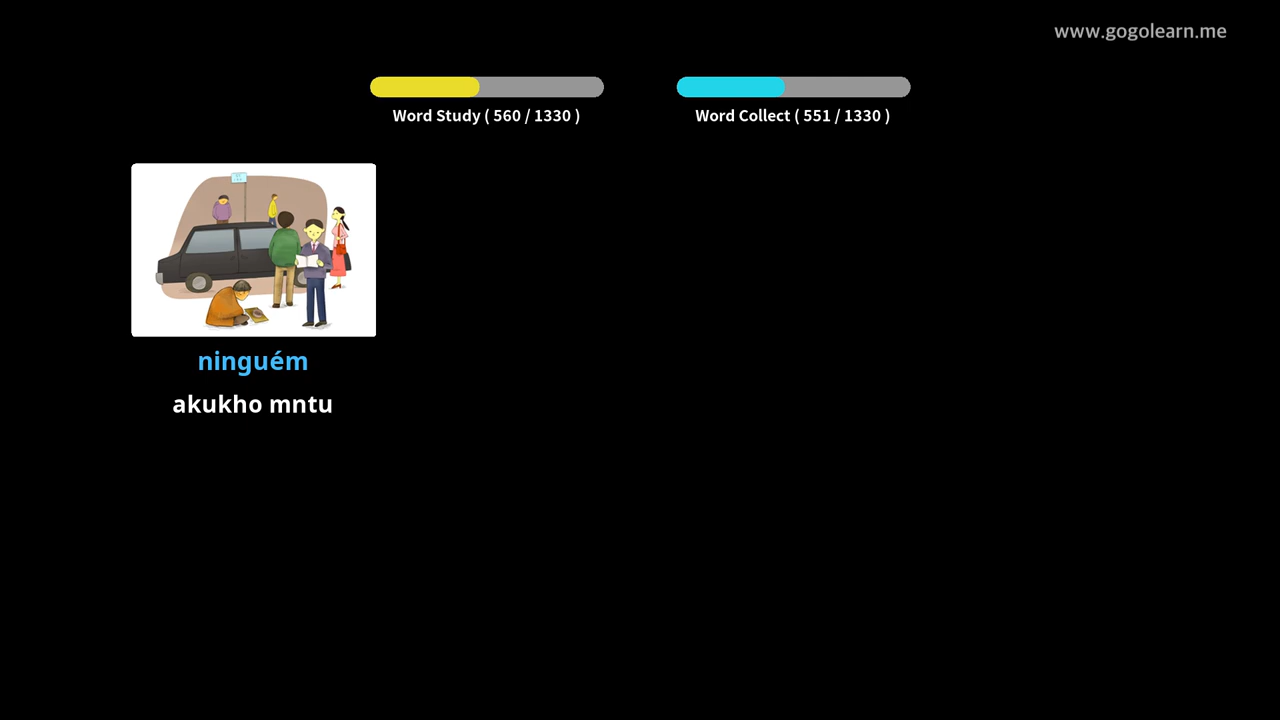 www.gogolearn.me
Word Study ( 560 / 1330 )
Word Collect ( 551 / 1330 )
ninguém
akukho mntu